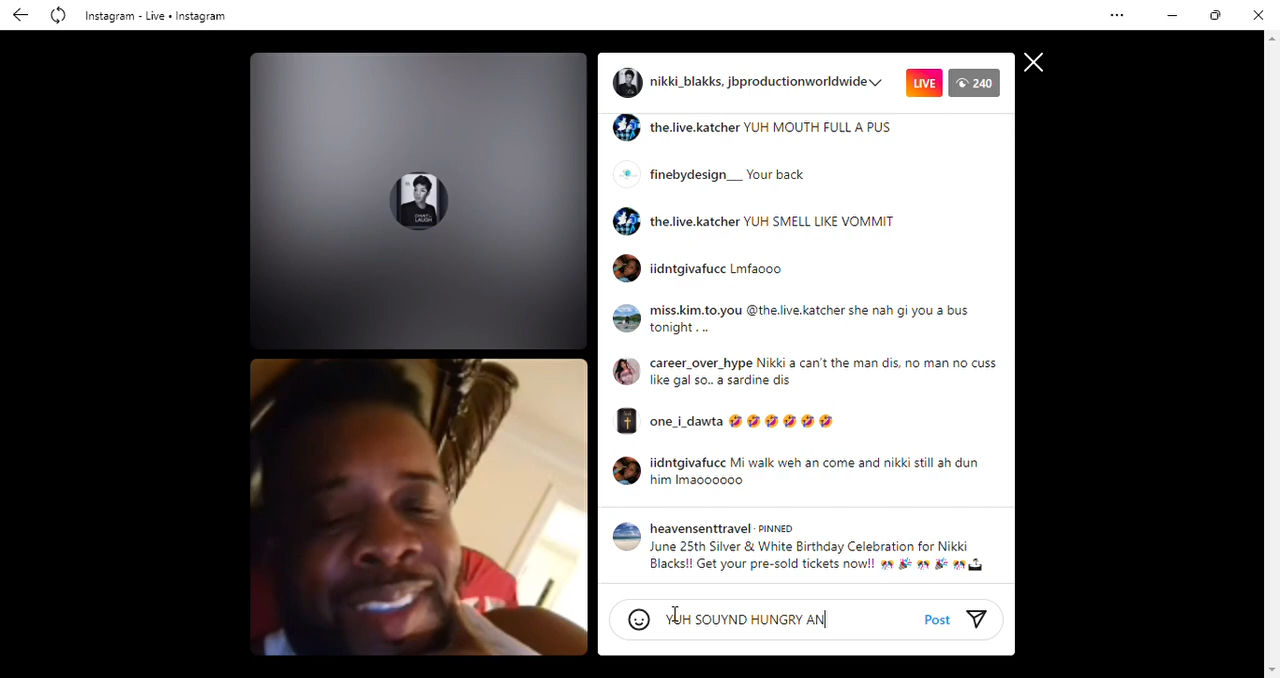 Instagram - Live • Instagram
nikki_blakks, jbproductionworldwide
LIVE
240
the.live.katcher YUH MOUTH FULL A PUS
finebydesign___ Your back
the.live.katcher YUH SMELL LIKE VOMMIT
iidntgivafucc Lmfaooo
miss.kim.to.you @the.live.katcher she nah gi you a bus
tonight . ..
career_over_hype Nikki a can't the man dis, no man no cuss
like gal so.. a sardine dis
one_i_dawta 🤣 🤣 🤣 🤣 🤣 🤣
iidntgivafucc Mi walk weh an come and nikki still ah dun
him lmaoooooo
heavensenttravel · PINNED
June 25th Silver & White Birthday Celebration for Nikki
Blacks!! Get your pre-sold tickets now!! 🎊 🎉 🎊 🎉 🎊
YUH SOUYND HUNGRY AN
Post